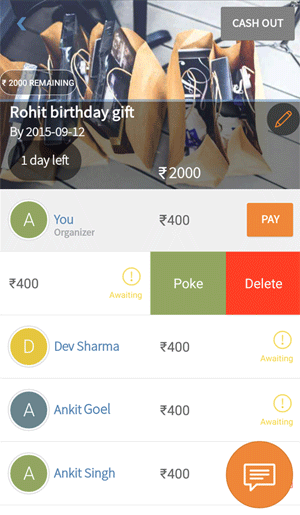 CASH OUT
₹ 2000 REMAINING
Rohit birthday gift
By 2015-09-12
1 day left
₹2000
A
You
Organizer
₹400
PAY
₹400
Awaiting
Poke
Delete
D
Dev Sharma
₹400
Awaiting
A
Ankit Goel
₹400
Awaiting
A
Ankit Singh
₹400